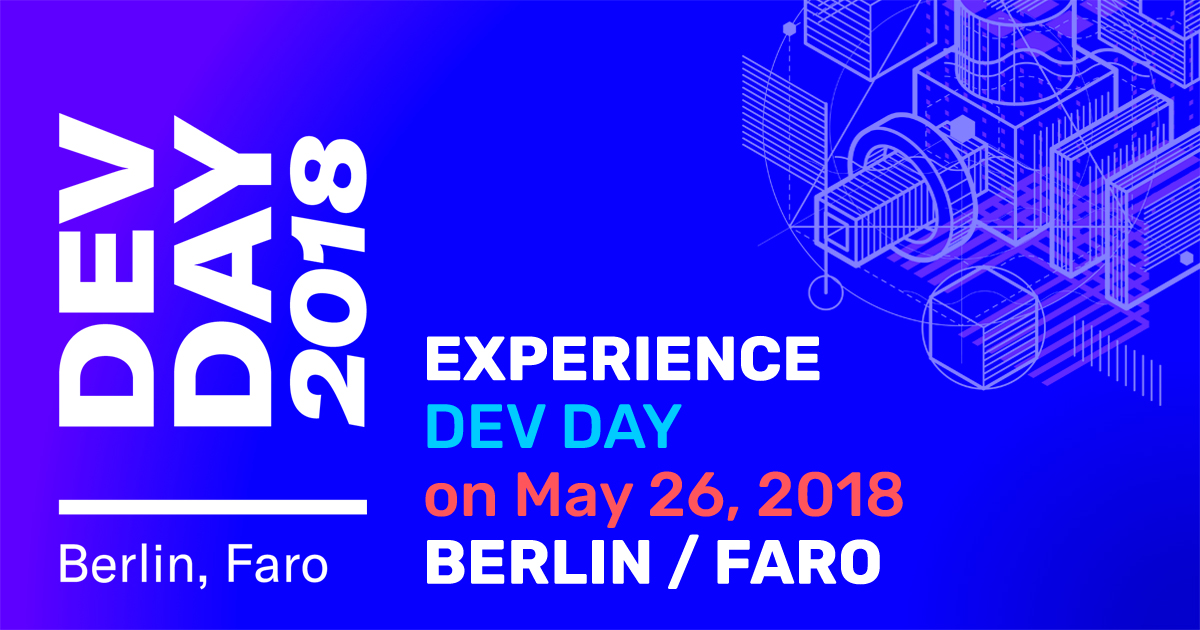 DEV
DAY
2018
Berlin, Faro
EXPERIENCE
DEV DAY
on May 26, 2018
BERLIN / FARO